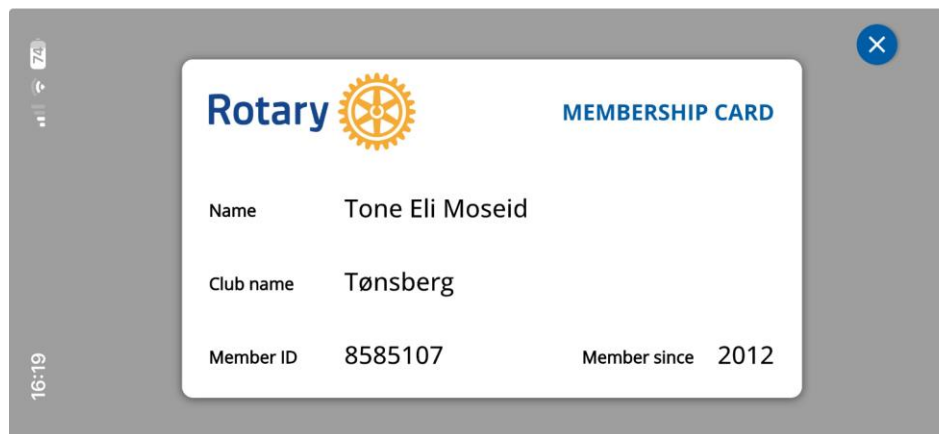 Rotary
MEMBERSHIP CARD
Name Tone Eli Moseid
Club name Tønsberg
Member ID 8585107 Member since 2012
74
16:19